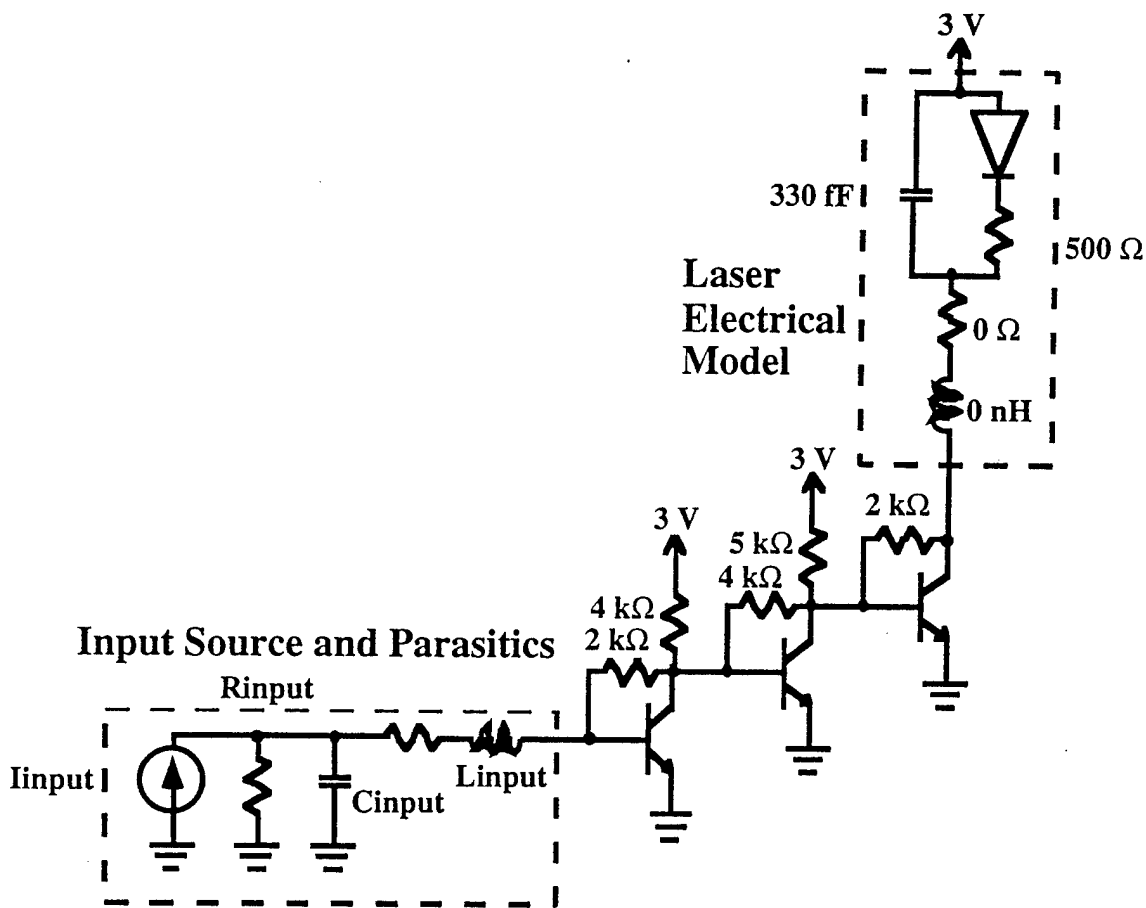 3 V
330 fF
500 Ω
Laser
Electrical
Model
0 Ω
0 nH
3 V
2 kΩ
3 V
5 kΩ
4 kΩ
4 kΩ
2 kΩ
Input Source and Parasitics
Rinput
Iinput
Cinput
Linput